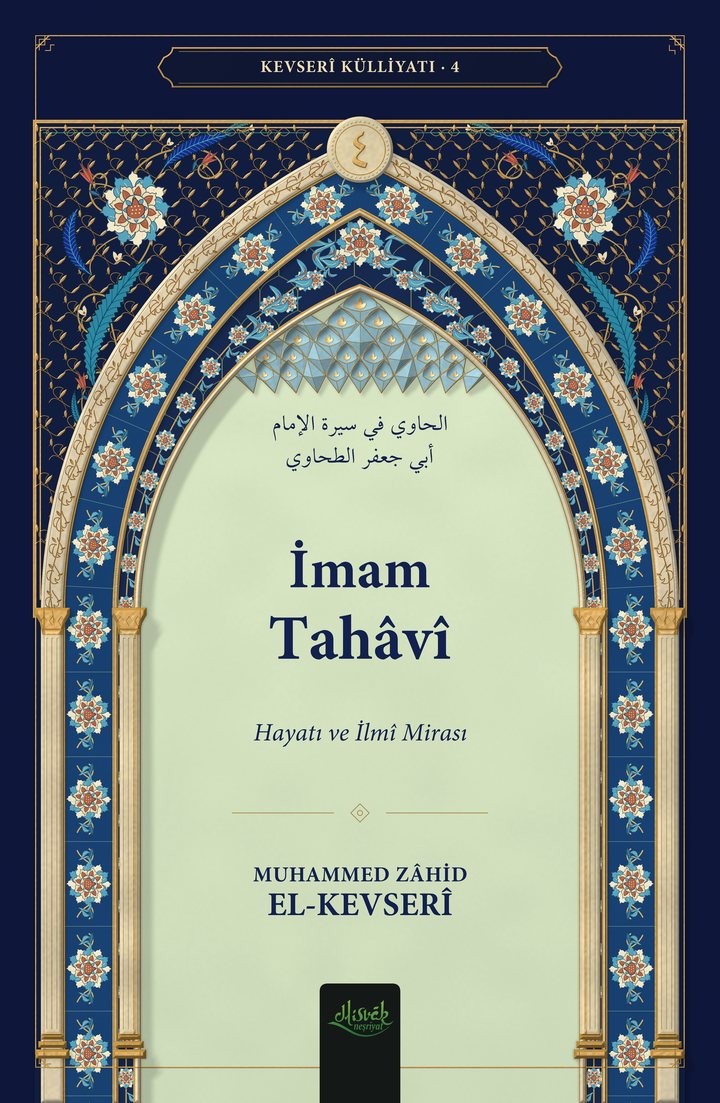 KEVSERÎ KÜLLİYATI · 4
٤
الحاوي في سيرة الإمام
أبي جعفر الطحاوي
İmam
Tahâvî
Hayatı ve İlmî Mirası
MUHAMMED ZÂHİD
EL-KEVSERÎ
Misvâk
neşriyat